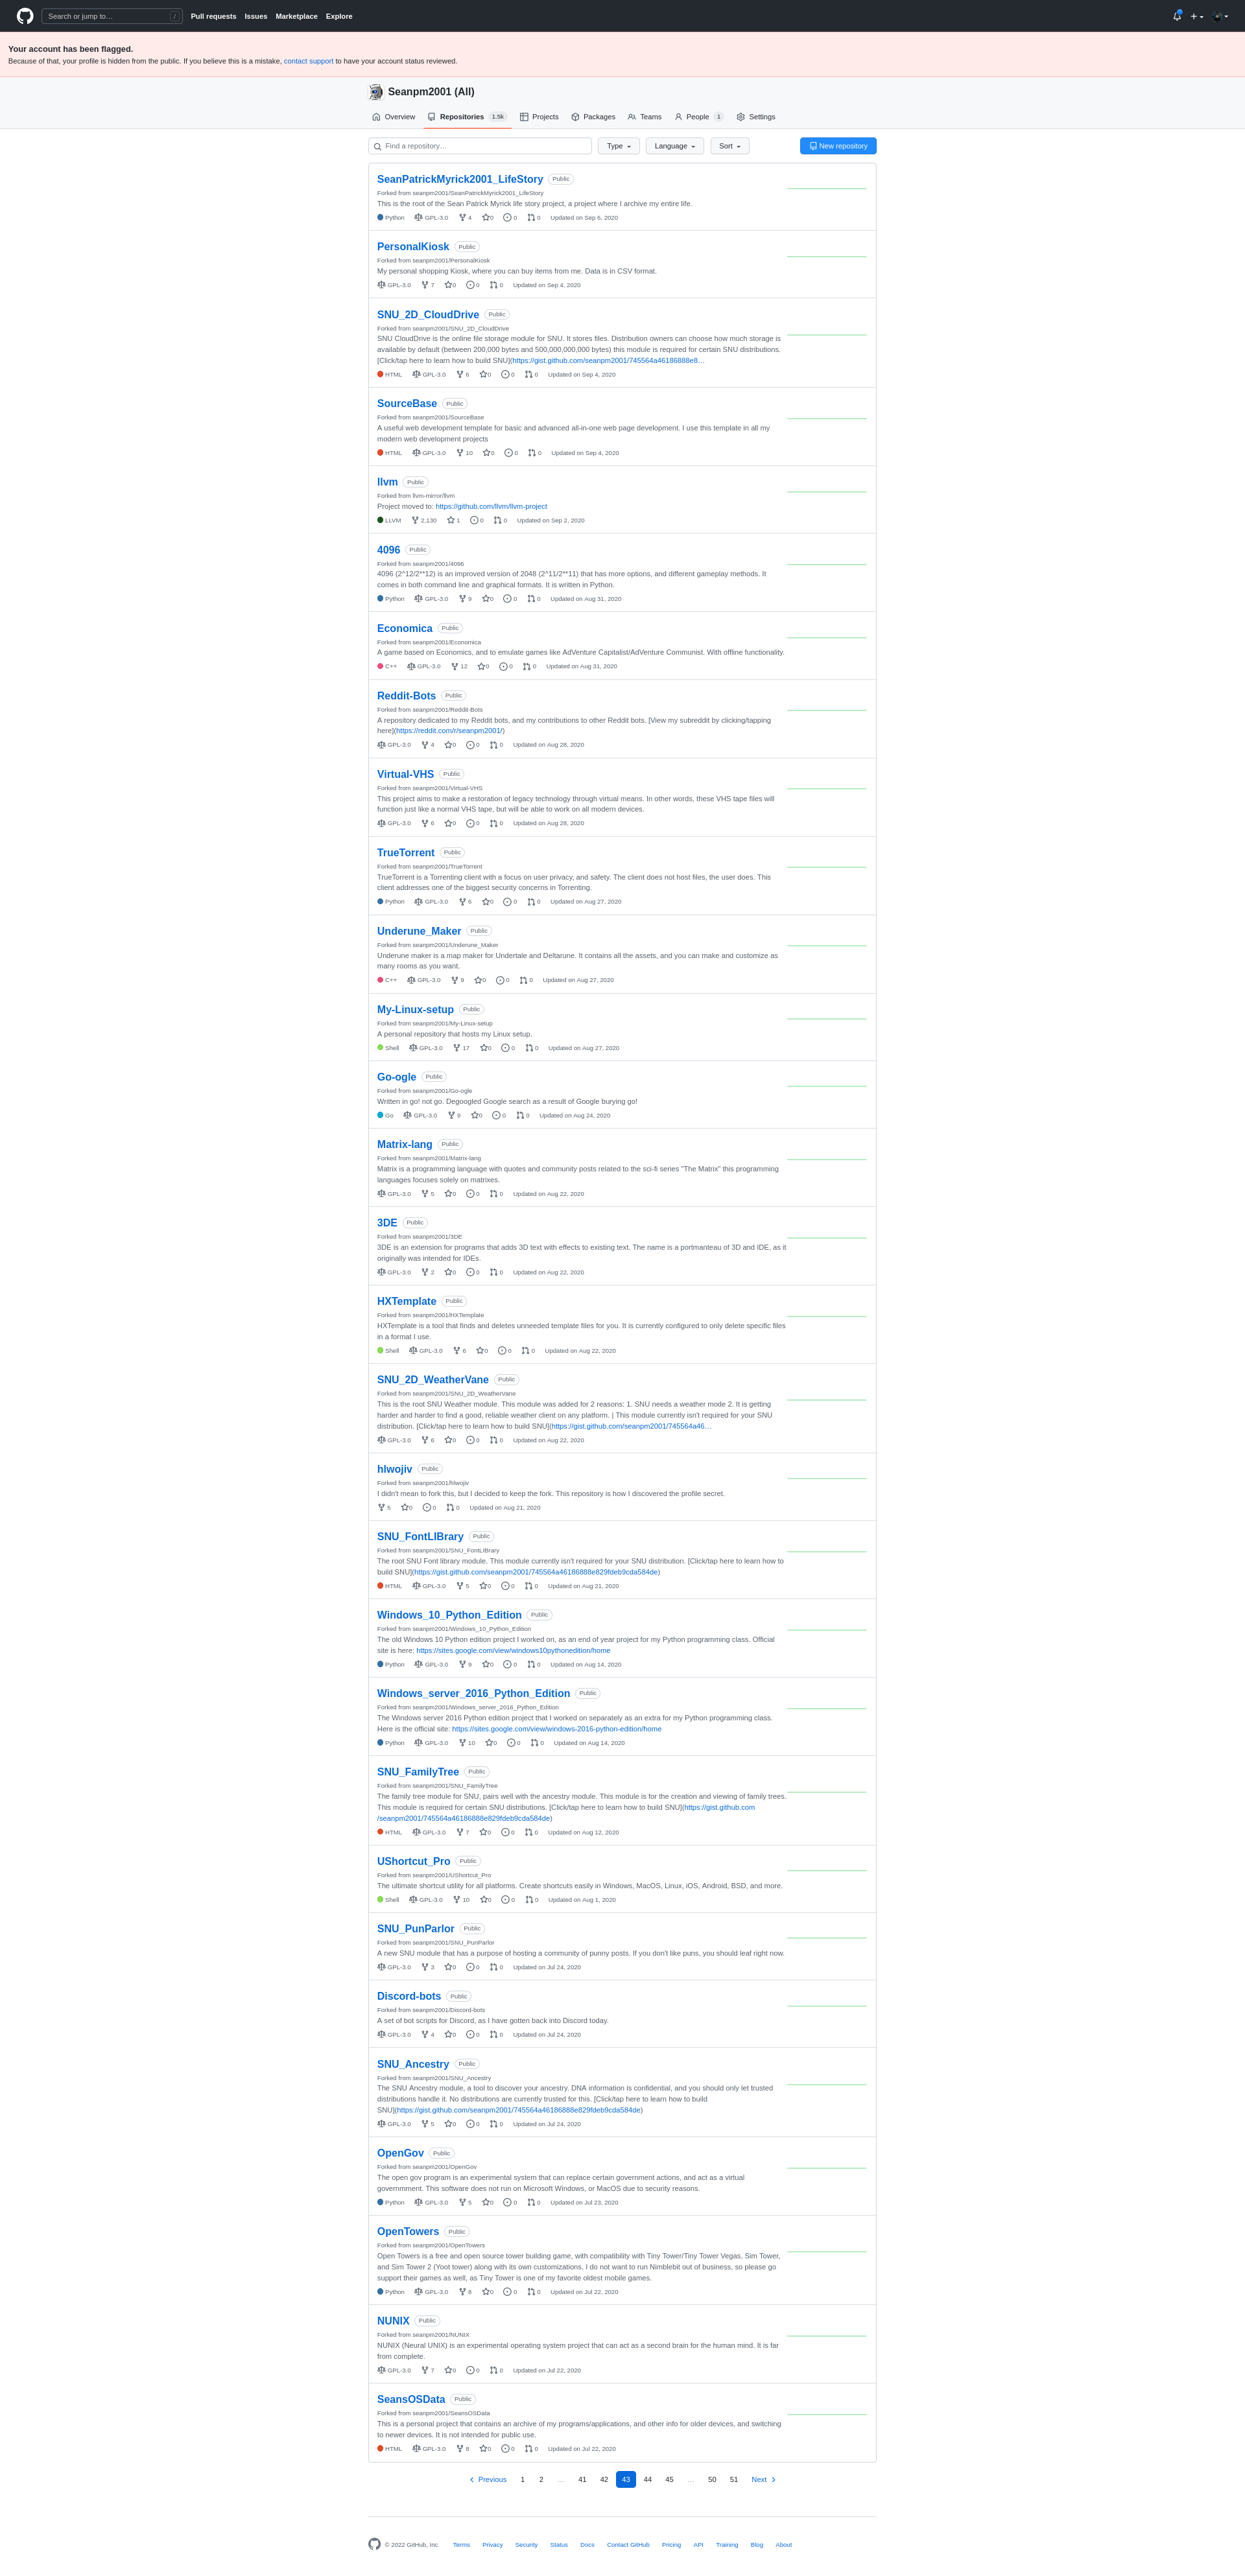 Search or jump to… /
Pull requests Issues Marketplace Explore
Your account has been flagged.
Because of that, your profile is hidden from the public. If you believe this is a mistake, contact support to have your account status reviewed.
Seanpm2001 (All)
Overview Repositories 1.5k Projects Packages Teams People 1 Settings
Find a repository… Type Language Sort New repository
SeanPatrickMyrick2001_LifeStory Public
Forked from seanpm2001/SeanPatrickMyrick2001_LifeStory
This is the root of the Sean Patrick Myrick life story project, a project where I archive my entire life.
Python GPL-3.0 4 0 0 0 Updated on Sep 6, 2020
PersonalKiosk Public
Forked from seanpm2001/PersonalKiosk
My personal shopping Kiosk, where you can buy items from me. Data is in CSV format.
GPL-3.0 7 0 0 0 Updated on Sep 4, 2020
SNU_2D_CloudDrive Public
Forked from seanpm2001/SNU_2D_CloudDrive
SNU CloudDrive is the online file storage module for SNU. It stores files. Distribution owners can choose how much storage is
available by default (between 200,000 bytes and 500,000,000,000 bytes) this module is required for certain SNU distributions.
[Click/tap here to learn how to build SNU](https://gist.github.com/seanpm2001/745564a46186888e8…
HTML GPL-3.0 6 0 0 0 Updated on Sep 4, 2020
SourceBase Public
Forked from seanpm2001/SourceBase
A useful web development template for basic and advanced all-in-one web page development. I use this template in all my
modern web development projects
HTML GPL-3.0 10 0 0 0 Updated on Sep 4, 2020
llvm Public
Forked from llvm-mirror/llvm
Project moved to: https://github.com/llvm/llvm-project
LLVM 2,130 1 0 0 Updated on Sep 2, 2020
4096 Public
Forked from seanpm2001/4096
4096 (2^12/2**12) is an improved version of 2048 (2^11/2**11) that has more options, and different gameplay methods. It
comes in both command line and graphical formats. It is written in Python.
Python GPL-3.0 9 0 0 0 Updated on Aug 31, 2020
Economica Public
Forked from seanpm2001/Economica
A game based on Economics, and to emulate games like AdVenture Capitalist/AdVenture Communist. With offline functionality.
C++ GPL-3.0 12 0 0 0 Updated on Aug 31, 2020
Reddit-Bots Public
Forked from seanpm2001/Reddit-Bots
A repository dedicated to my Reddit bots, and my contributions to other Reddit bots. [View my subreddit by clicking/tapping
here](https://reddit.com/r/seanpm2001/)
GPL-3.0 4 0 0 0 Updated on Aug 28, 2020
Virtual-VHS Public
Forked from seanpm2001/Virtual-VHS
This project aims to make a restoration of legacy technology through virtual means. In other words, these VHS tape files will
function just like a normal VHS tape, but will be able to work on all modern devices.
GPL-3.0 6 0 0 0 Updated on Aug 28, 2020
TrueTorrent Public
Forked from seanpm2001/TrueTorrent
TrueTorrent is a Torrenting client with a focus on user privacy, and safety. The client does not host files, the user does. This
client addresses one of the biggest security concerns in Torrenting.
Python GPL-3.0 6 0 0 0 Updated on Aug 27, 2020
Underune_Maker Public
Forked from seanpm2001/Underune_Maker
Underune maker is a map maker for Undertale and Deltarune. It contains all the assets, and you can make and customize as
many rooms as you want.
C++ GPL-3.0 9 0 0 0 Updated on Aug 27, 2020
My-Linux-setup Public
Forked from seanpm2001/My-Linux-setup
A personal repository that hosts my Linux setup.
Shell GPL-3.0 17 0 0 0 Updated on Aug 27, 2020
Go-ogle Public
Forked from seanpm2001/Go-ogle
Written in go! not go. Degoogled Google search as a result of Google burying go!
Go GPL-3.0 9 0 0 0 Updated on Aug 24, 2020
Matrix-lang Public
Forked from seanpm2001/Matrix-lang
Matrix is a programming language with quotes and community posts related to the sci-fi series "The Matrix" this programming
languages focuses solely on matrixes.
GPL-3.0 5 0 0 0 Updated on Aug 22, 2020
3DE Public
Forked from seanpm2001/3DE
3DE is an extension for programs that adds 3D text with effects to existing text. The name is a portmanteau of 3D and IDE, as it
originally was intended for IDEs.
GPL-3.0 2 0 0 0 Updated on Aug 22, 2020
HXTemplate Public
Forked from seanpm2001/HXTemplate
HXTemplate is a tool that finds and deletes unneeded template files for you. It is currently configured to only delete specific files
in a format I use.
Shell GPL-3.0 6 0 0 0 Updated on Aug 22, 2020
SNU_2D_WeatherVane Public
Forked from seanpm2001/SNU_2D_WeatherVane
This is the root SNU Weather module. This module was added for 2 reasons: 1. SNU needs a weather mode 2. It is getting
harder and harder to find a good, reliable weather client on any platform. | This module currently isn't required for your SNU
distribution. [Click/tap here to learn how to build SNU](https://gist.github.com/seanpm2001/745564a46…
GPL-3.0 6 0 0 0 Updated on Aug 22, 2020
hlwojiv Public
Forked from seanpm2001/hlwojiv
I didn't mean to fork this, but I decided to keep the fork. This repository is how I discovered the profile secret.
5 0 0 0 Updated on Aug 21, 2020
SNU_FontLIBrary Public
Forked from seanpm2001/SNU_FontLIBrary
The root SNU Font library module. This module currently isn't required for your SNU distribution. [Click/tap here to learn how to
build SNU](https://gist.github.com/seanpm2001/745564a46186888e829fdeb9cda584de)
HTML GPL-3.0 5 0 0 0 Updated on Aug 21, 2020
Windows_10_Python_Edition Public
Forked from seanpm2001/Windows_10_Python_Edition
The old Windows 10 Python edition project I worked on, as an end of year project for my Python programming class. Official
site is here: https://sites.google.com/view/windows10pythonedition/home
Python GPL-3.0 9 0 0 0 Updated on Aug 14, 2020
Windows_server_2016_Python_Edition Public
Forked from seanpm2001/Windows_server_2016_Python_Edition
The Windows server 2016 Python edition project that I worked on separately as an extra for my Python programming class.
Here is the official site: https://sites.google.com/view/windows-2016-python-edition/home
Python GPL-3.0 10 0 0 0 Updated on Aug 14, 2020
SNU_FamilyTree Public
Forked from seanpm2001/SNU_FamilyTree
The family tree module for SNU, pairs well with the ancestry module. This module is for the creation and viewing of family trees.
This module is required for certain SNU distributions. [Click/tap here to learn how to build SNU](https://gist.github.com
/seanpm2001/745564a46186888e829fdeb9cda584de)
HTML GPL-3.0 7 0 0 0 Updated on Aug 12, 2020
UShortcut_Pro Public
Forked from seanpm2001/UShortcut_Pro
The ultimate shortcut utility for all platforms. Create shortcuts easily in Windows, MacOS, Linux, iOS, Android, BSD, and more.
Shell GPL-3.0 10 0 0 0 Updated on Aug 1, 2020
SNU_PunParlor Public
Forked from seanpm2001/SNU_PunParlor
A new SNU module that has a purpose of hosting a community of punny posts. If you don't like puns, you should leaf right now.
GPL-3.0 3 0 0 0 Updated on Jul 24, 2020
Discord-bots Public
Forked from seanpm2001/Discord-bots
A set of bot scripts for Discord, as I have gotten back into Discord today.
GPL-3.0 4 0 0 0 Updated on Jul 24, 2020
SNU_Ancestry Public
Forked from seanpm2001/SNU_Ancestry
The SNU Ancestry module, a tool to discover your ancestry. DNA information is confidential, and you should only let trusted
distributions handle it. No distributions are currently trusted for this. [Click/tap here to learn how to build
SNU](https://gist.github.com/seanpm2001/745564a46186888e829fdeb9cda584de)
GPL-3.0 5 0 0 0 Updated on Jul 24, 2020
OpenGov Public
Forked from seanpm2001/OpenGov
The open gov program is an experimental system that can replace certain government actions, and act as a virtual
governmnent. This software does not run on Microsoft Windows, or MacOS due to security reasons.
Python GPL-3.0 5 0 0 0 Updated on Jul 23, 2020
OpenTowers Public
Forked from seanpm2001/OpenTowers
Open Towers is a free and open source tower building game, with compatibility with Tiny Tower/Tiny Tower Vegas, Sim Tower,
and Sim Tower 2 (Yoot tower) along with its own customizations. I do not want to run Nimblebit out of business, so please go
support their games as well, as Tiny Tower is one of my favorite oldest mobile games.
Python GPL-3.0 8 0 0 0 Updated on Jul 22, 2020
NUNIX Public
Forked from seanpm2001/NUNIX
NUNIX (Neural UNIX) is an experimental operating system project that can act as a second brain for the human mind. It is far
from complete.
GPL-3.0 7 0 0 0 Updated on Jul 22, 2020
SeansOSData Public
Forked from seanpm2001/SeansOSData
This is a personal project that contains an archive of my programs/applications, and other info for older devices, and switching
to newer devices. It is not intended for public use.
HTML GPL-3.0 8 0 0 0 Updated on Jul 22, 2020
Previous 1 2 … 41 42 43 44 45 … 50 51 Next
© 2022 GitHub, Inc. Terms Privacy Security Status Docs Contact GitHub Pricing API Training Blog About